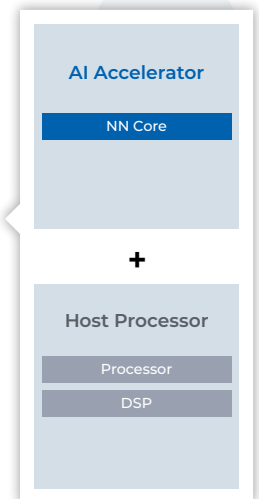 AI Accelerator
NN Core
+
Host Processor
Processor
DSP